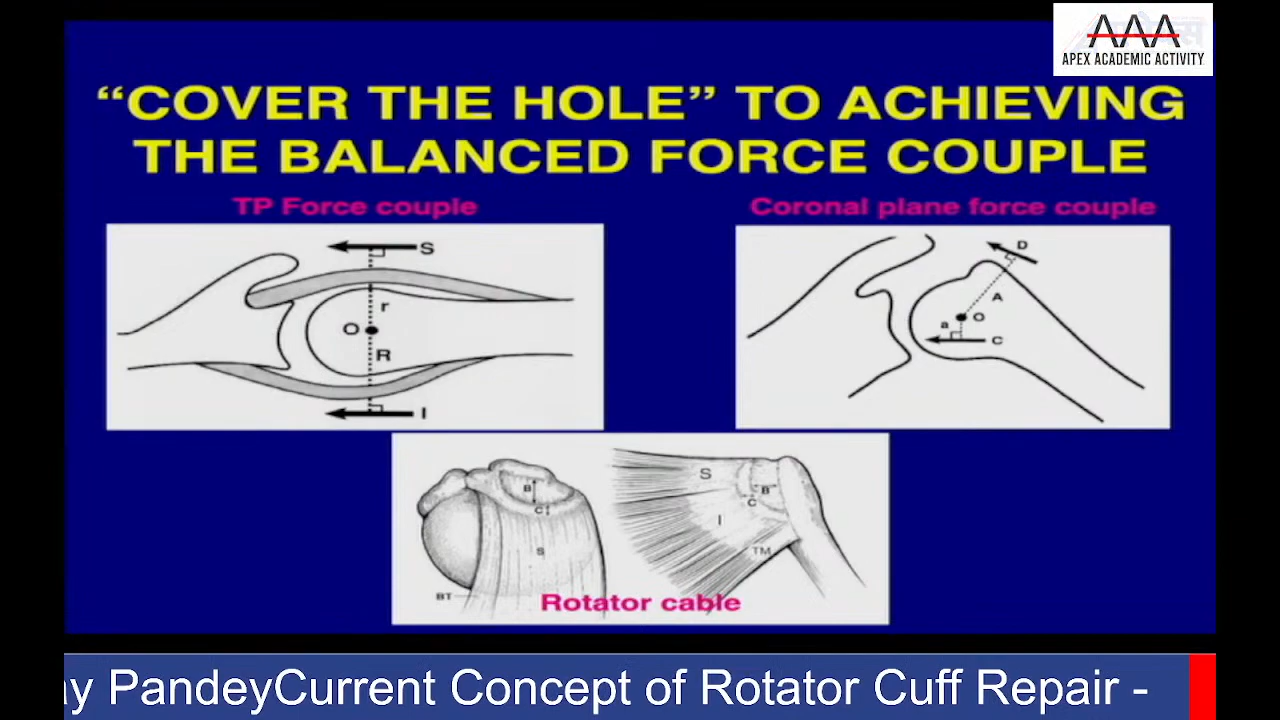 AAA
APEX ACADEMIC ACTIVITY
“COVER THE HOLE” TO ACHIEVING
THE BALANCED FORCE COUPLE
TP Force couple
Coronal plane force couple
S
r
O
R
I
D
A
O
a
C
B
C
S
BT
S
B
C
I
TM
Rotator cable
ay PandeyCurrent Concept of Rotator Cuff Repair -